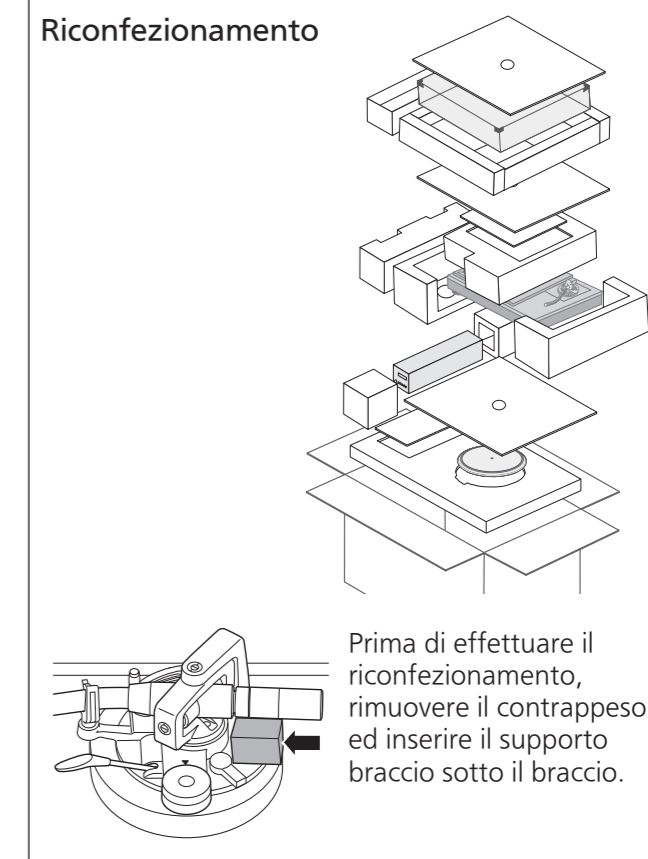 Riconfezionamento
Prima di effettuare il
riconfezionamento,
rimuovere il contrappeso
ed inserire il supporto
braccio sotto il braccio.